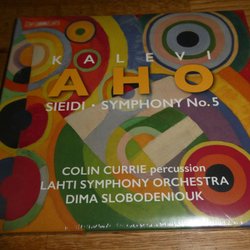 KALEVI
AHO
SIEIDI · SYMPHONY No. 5
COLIN CURRIE percussion
LAHTI SYMPHONY ORCHESTRA
DIMA SLOBODENIOUK